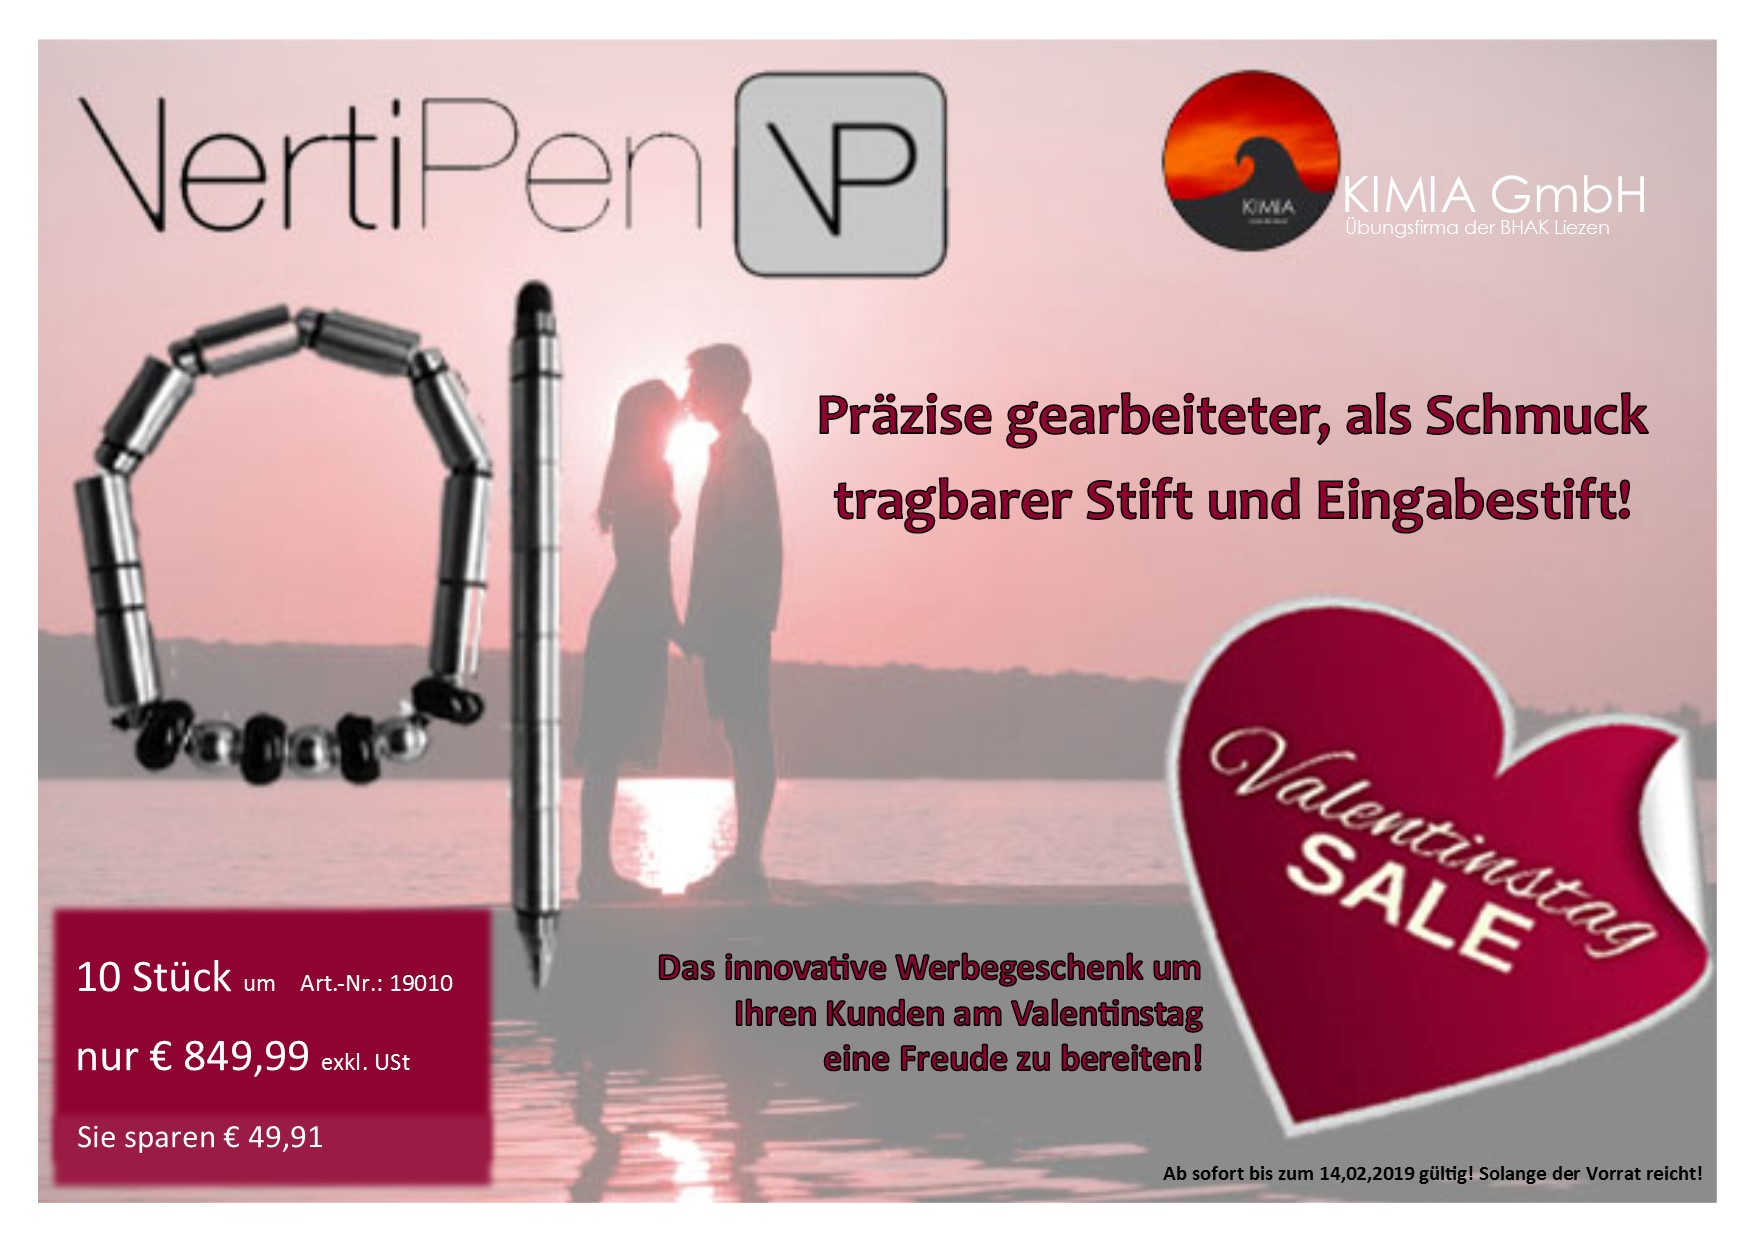 VertiPen
VP
KIMIA
KIMIA GmbH
Übungsfirma der BHAK Liezen
Präzise gearbeiteter, als Schmuck
tragbarer Stift und Eingabestift!
Valentinstag
SALE
10 Stück um Art.-Nr.: 19010
nur € 849,99 exkl. USt
Sie sparen € 49,91
Das innovative Werbegeschenk um
Ihren Kunden am Valentinstag
eine Freude zu bereiten!
Ab sofort bis zum 14,02,2019 gültig! Solange der Vorrat reicht!